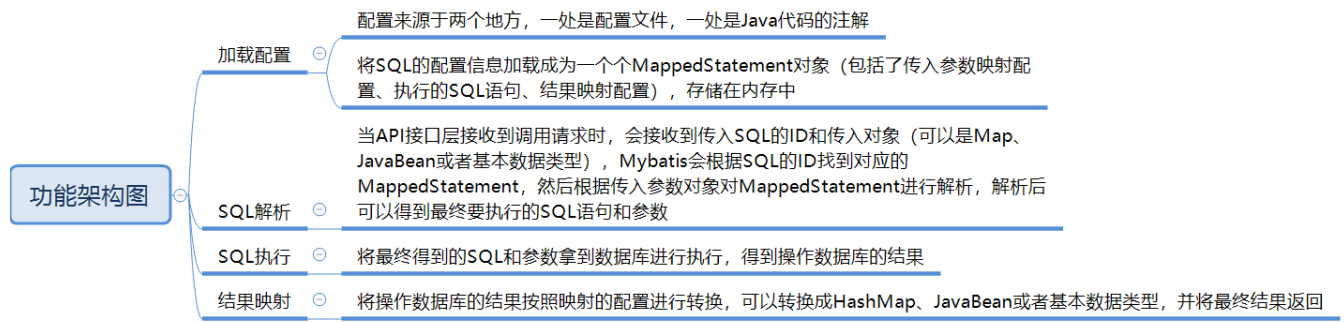 功能架构图
加载配置
配置来源于两个地方，一处是配置文件，一处是Java代码的注解
将SQL的配置信息加载成为一个个MappedStatement对象（包括了传入参数映射配
置、执行的SQL语句、结果映射配置），存储在内存中
SQL解析
当API接口层接收到调用请求时，会接收到传入SQL的ID和传入对象（可以是Map、
JavaBean或者基本数据类型），Mybatis会根据SQL的ID找到对应的
MappedStatement，然后根据传入参数对象对MappedStatement进行解析，解析后
可以得到最终要执行的SQL语句和参数
SQL执行
将最终得到的SQL和参数拿到数据库进行执行，得到操作数据库的结果
结果映射
将操作数据库的结果按照映射的配置进行转换，可以转换成HashMap、JavaBean或者基本数据类型，并将最终结果返回